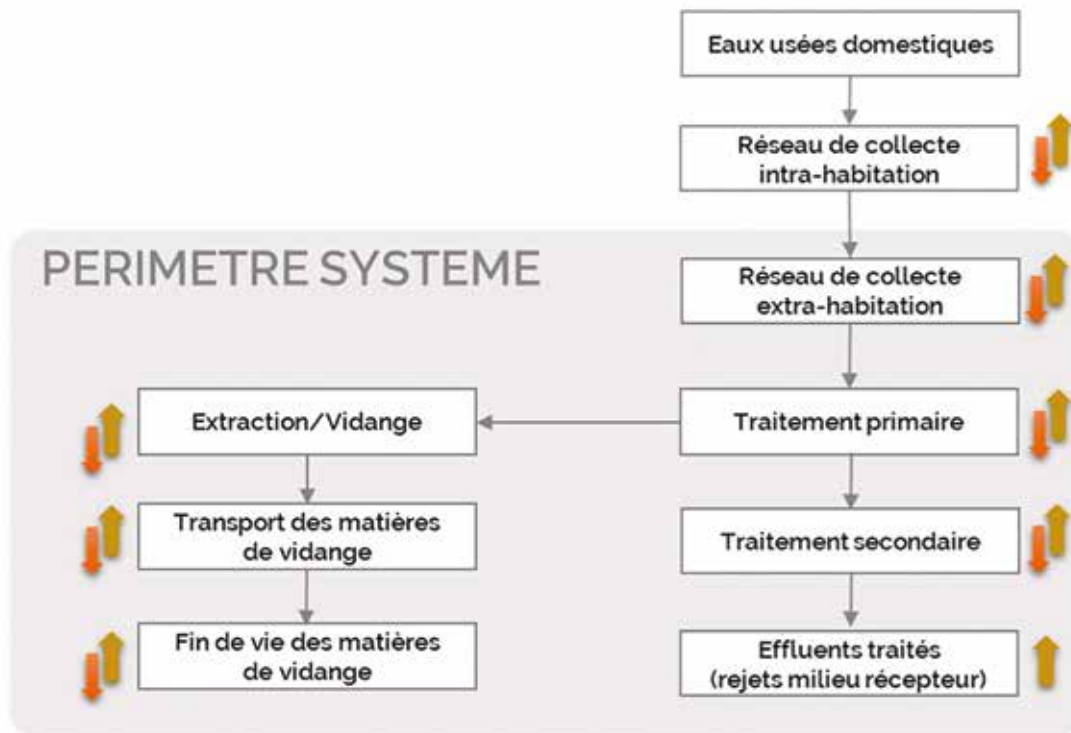 Eaux usées domestiques
Réseau de collecte
intra-habitation
PERIMETRE SYSTEME
Réseau de collecte
extra-habitation
Extraction/Vidange
Traitement primaire
Transport des matières
de vidange
Traitement secondaire
Fin de vie des matières
de vidange
Effluents traités
(rejets milieu récepteur)